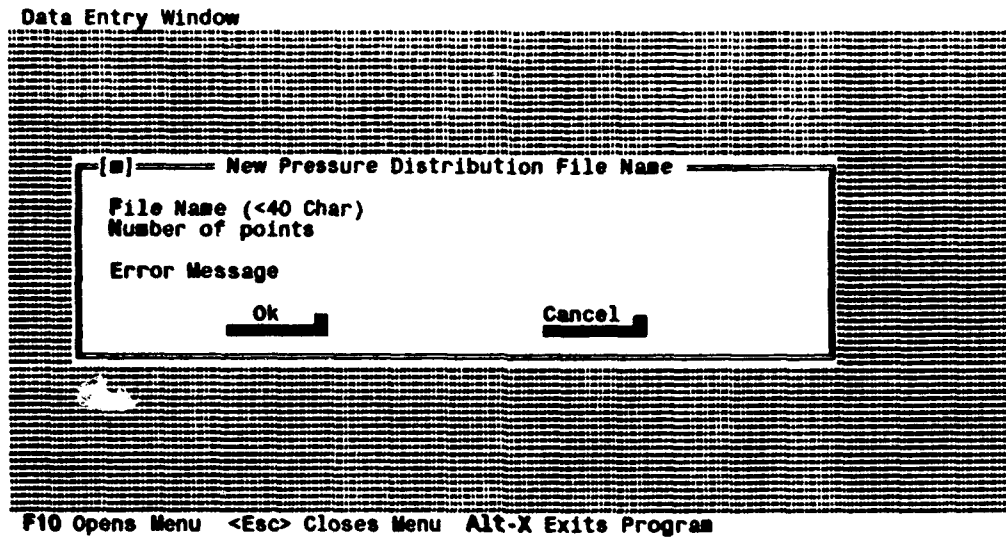 Data Entry Window
[■] New Pressure Distribution File Name
File Name (<40 Char)
Number of points
Error Message
Ok Cancel
F10 Opens Menu <Esc> Closes Menu Alt-X Exits Program